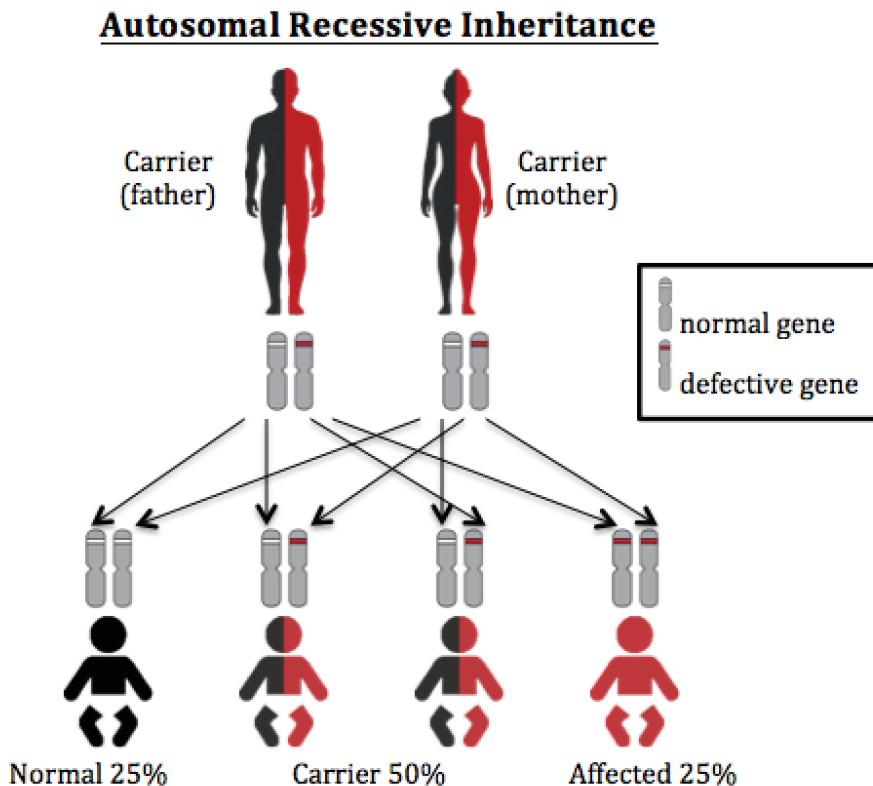 Autosomal Recessive Inheritance
Carrier
(father)
Carrier
(mother)
normal gene
defective gene
Normal 25%
Carrier 50%
Affected 25%